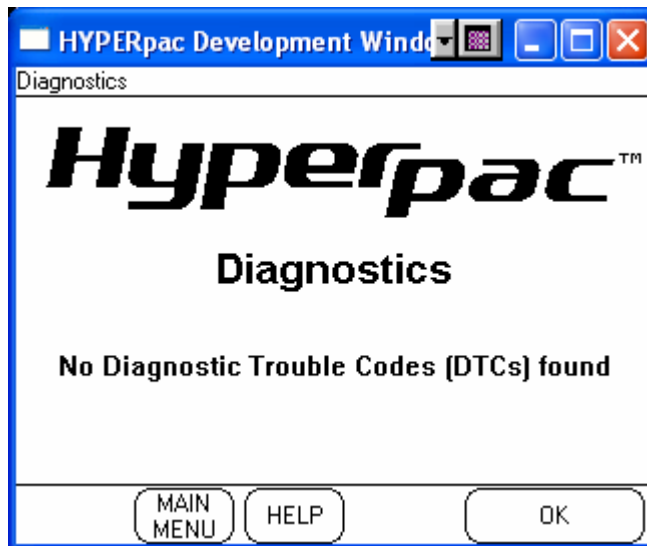 HYPERpac Development Windo
Diagnostics
Hyperpac™
Diagnostics
No Diagnostic Trouble Codes (DTCs) found
MAIN
MENU
HELP
OK